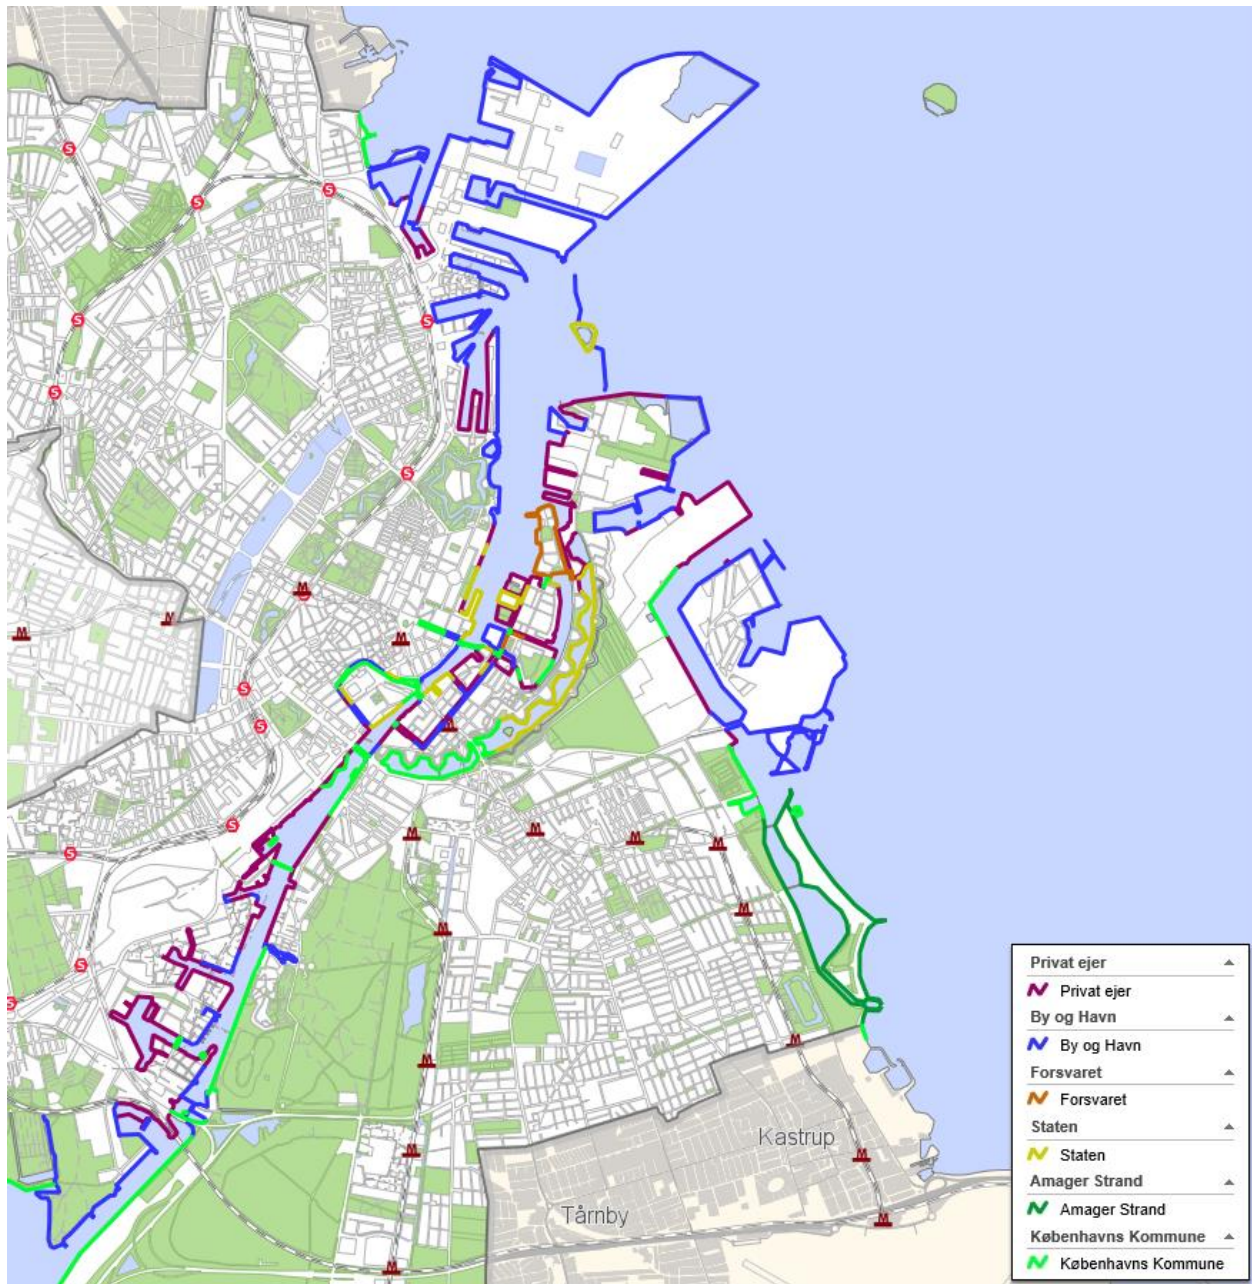 S
S
S
S
S
S
S
M
M
M
M
S
S
M
S
S
M
M
M
M
M
M
S
S
M
M
Kastrup
M
M
Tårnby
M
M
Privat ejer
Privat ejer
By og Havn
By og Havn
Forsvaret
Forsvaret
Staten
Staten
Amager Strand
Amager Strand
Københavns Kommune
Københavns Kommune